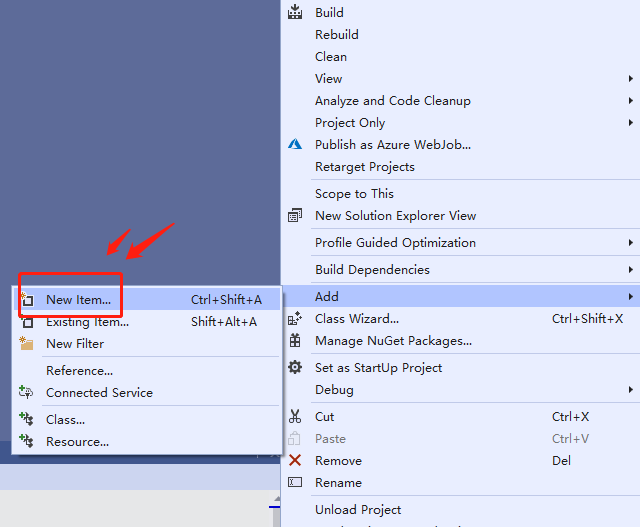 Build
Rebuild
Clean
View
Analyze and Code Cleanup
Project Only
Publish as Azure WebJob...
Retarget Projects
Scope to This
New Solution Explorer View
Profile Guided Optimization
Build Dependencies
Add
Class Wizard... Ctrl+Shift+X
Manage NuGet Packages...
Set as StartUp Project
Debug
Cut Ctrl+X
Paste Ctrl+V
Remove Del
Rename
Unload Project
New Item... Ctrl+Shift+A
Existing Item... Shift+Alt+A
New Filter
Reference...
Connected Service
Class...
Resource...